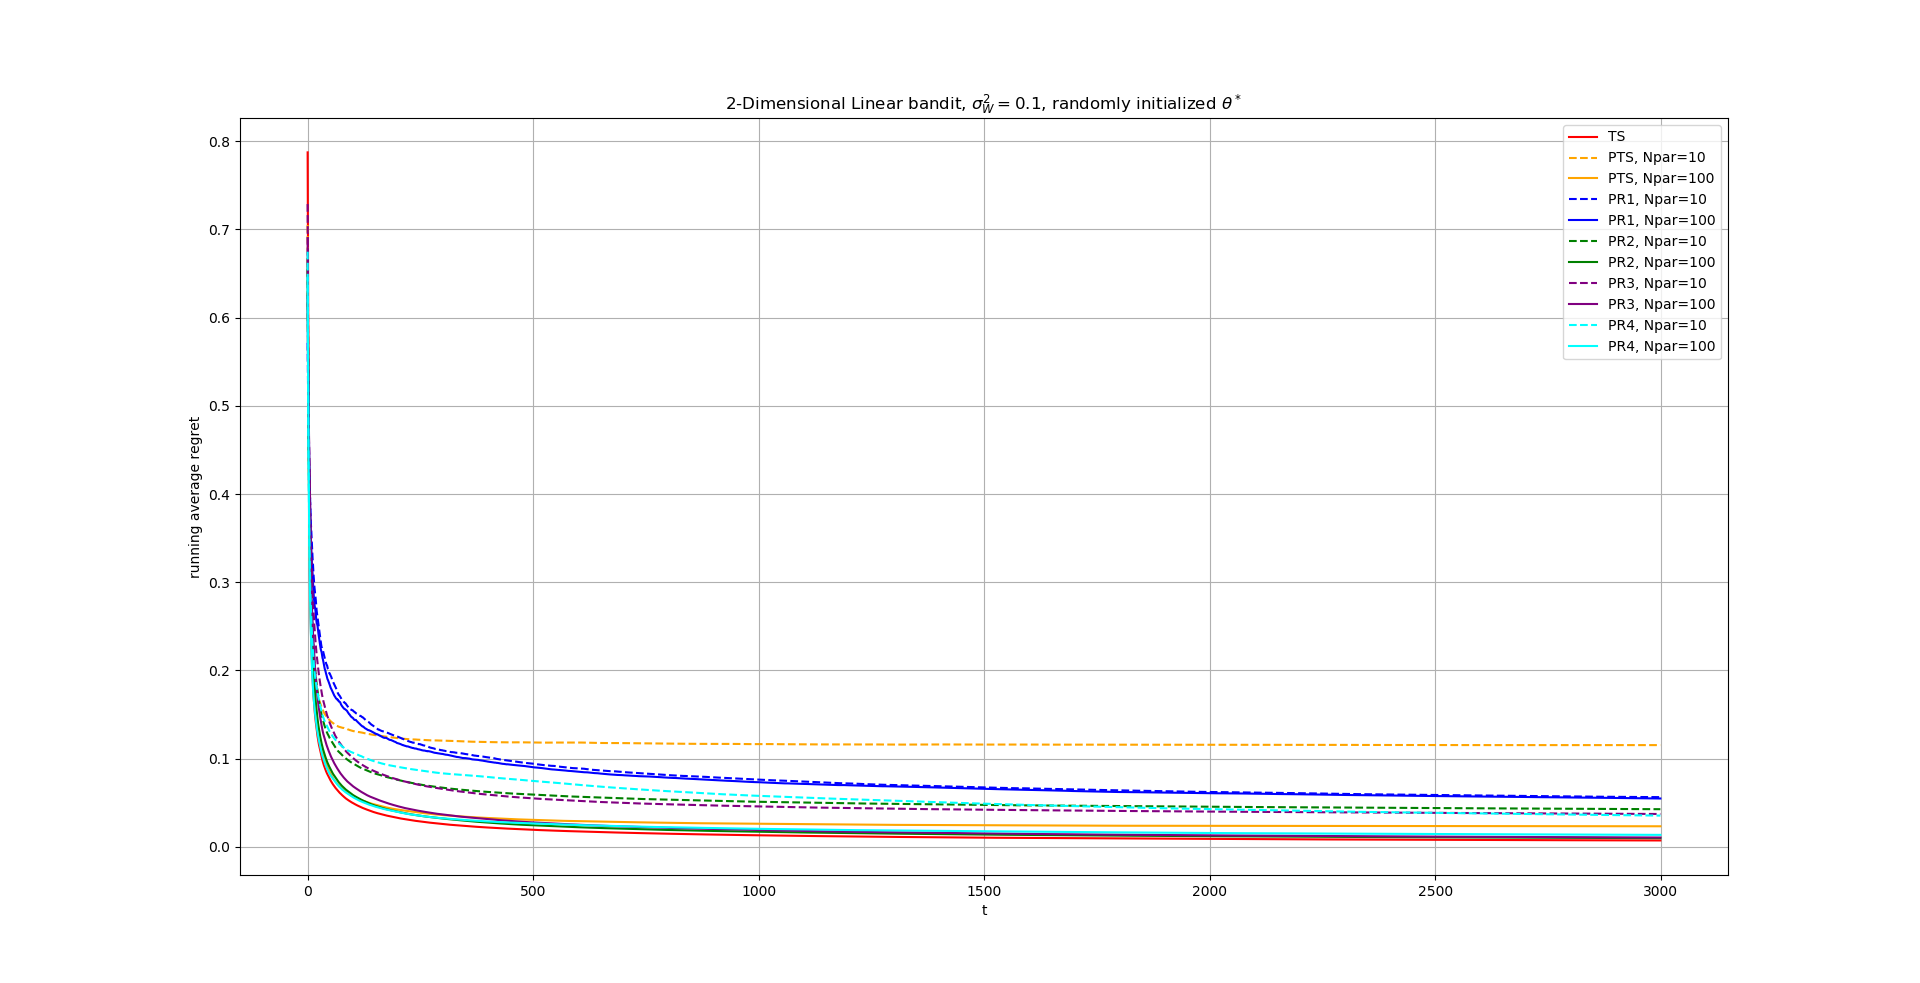 2-Dimensional Linear bandit, $\sigma_W^2 = 0.1$, randomly initialized $\theta^*$
0.8
0.7
0.6
0.5
0.4
0.3
0.2
0.1
0.0
running average regret
TS
PTS, Npar=10
PTS, Npar=100
PR1, Npar=10
PR1, Npar=100
PR2, Npar=10
PR2, Npar=100
PR3, Npar=10
PR3, Npar=100
PR4, Npar=10
PR4, Npar=100
0 500 1000 1500 2000 2500 3000
t